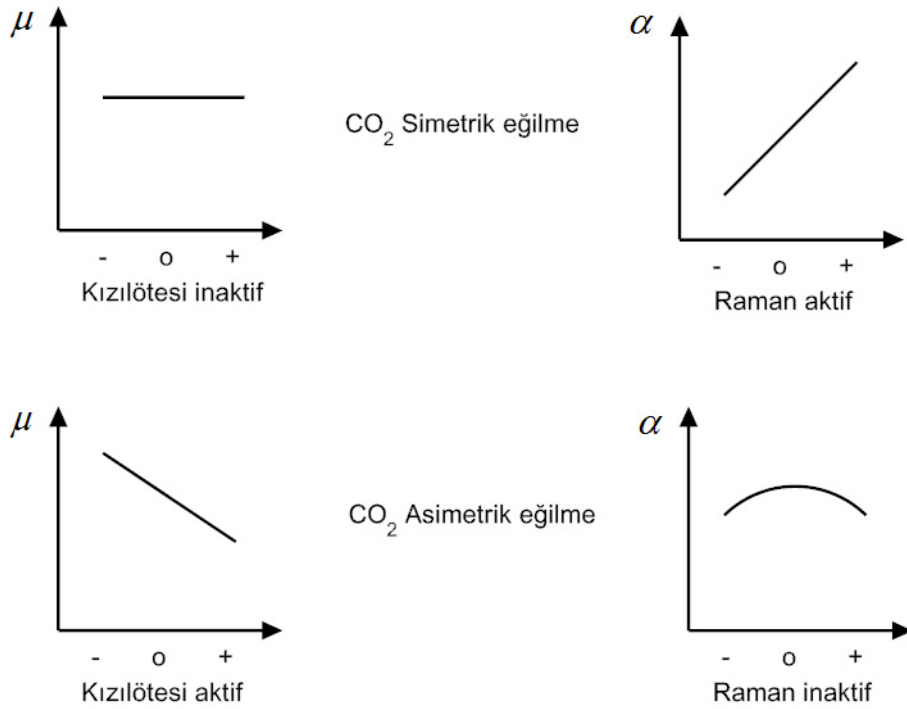 μ
α
CO2 Simetrik eğilme
- o +
- o +
Kızılötesi inaktif
Raman aktif
μ
α
CO2 Asimetrik eğilme
- o +
- o +
Kızılötesi aktif
Raman inaktif